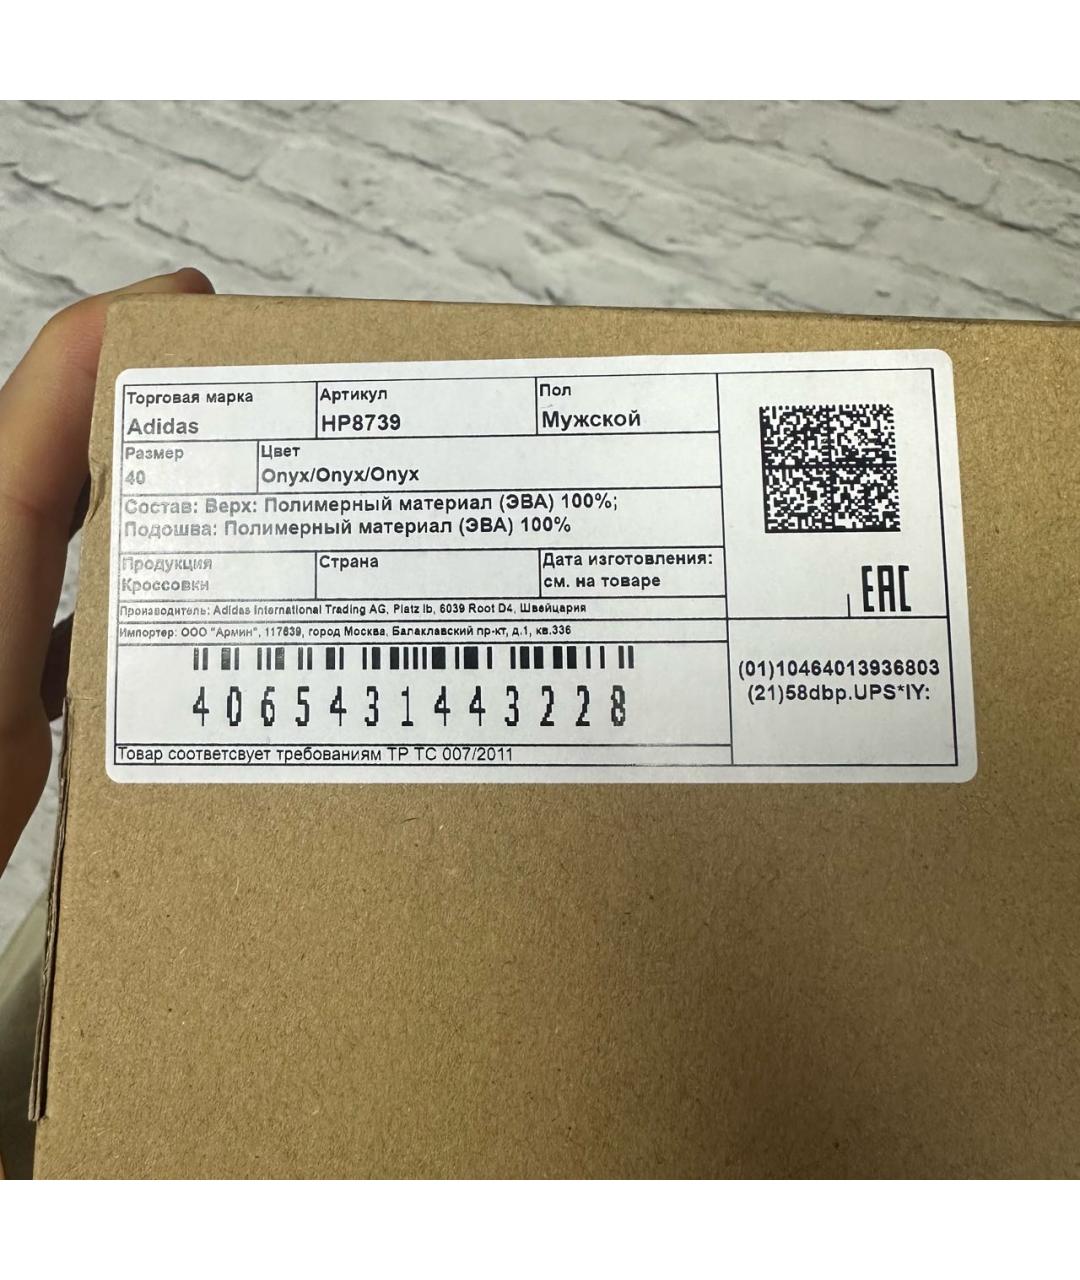 Торговая марка
Adidas
Артикул
HP8739
Пол
Мужской
Размер
40
Цвет
Onyx/Onyx/Onyx
Состав: Верх: Полимерный материал (ЭВА) 100%;
Подошва: Полимерный материал (ЭВА) 100%
Продукция
Кроссовки
Страна
Дата изготовления:
см. на товаре
Производитель: Adidas International Trading AG, Platz lb, 6039 Root D4, Швейцария
Импортер: ООО "Армин", 117639, город Москва, Балаклавский пр-кт, д.1, кв.336
4065431443228
Товар соответсвует требованиям ТР ТС 007/2011
EAC
(01)10464013936803
(21)58dbp.UPS*IY: